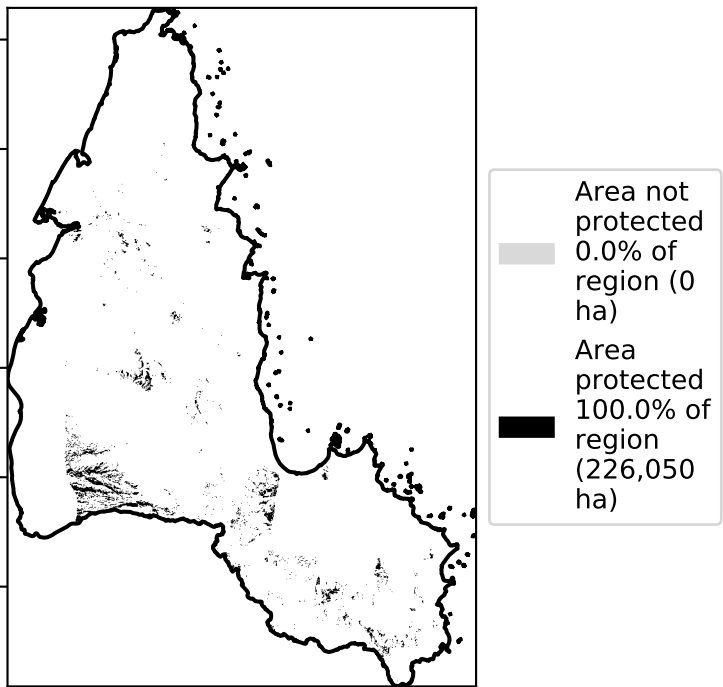 Area not
protected
0.0% of
region (0
ha)
Area
protected
100.0% of
region
(226,050
ha)